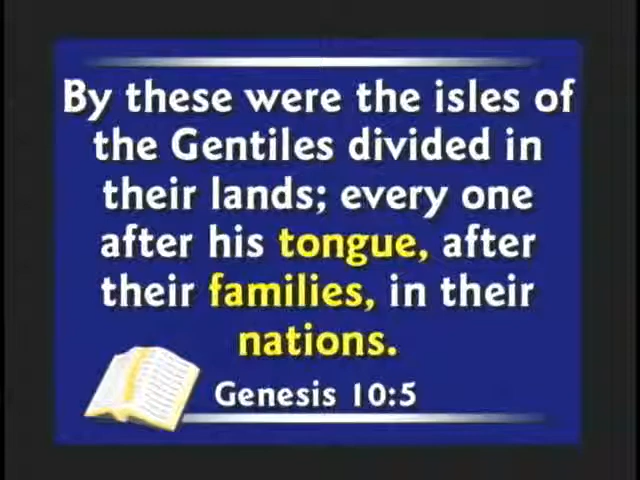 By these were the isles of
the Gentiles divided in
their lands; every one
after his tongue, after
their families, in their
nations.
Genesis 10:5